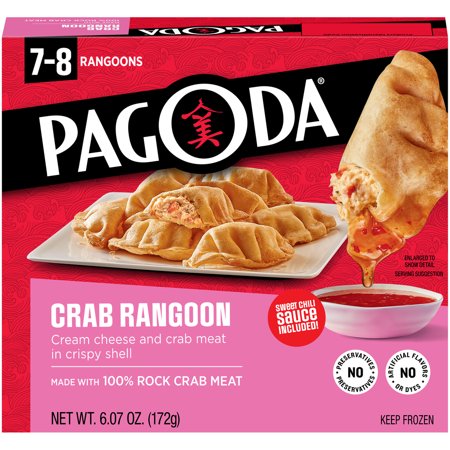 7-8 RANGOONS
PAGODA®
美
ENLARGED TO
SHOW DETAIL
SERVING SUGGESTION
SWEET CHILI
SAUCE
INCLUDED!
CRAB RANGOON
Cream cheese and crab meat
in crispy shell
MADE WITH 100% ROCK CRAB MEAT
PRESERVATIVES
NO
PRESERVATIVES
ARTIFICIAL FLAVORS
NO
OR DYES
NET WT. 6.07 OZ. (172g)
KEEP FROZEN